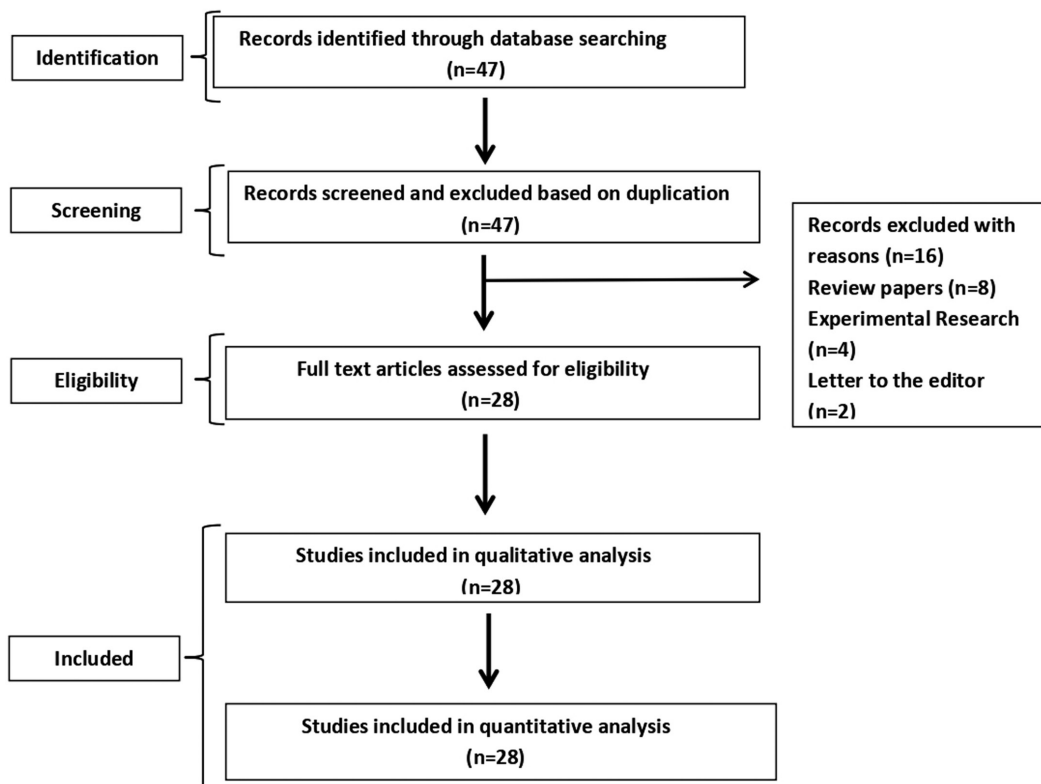 Identification
Records identified through database searching
(n=47)
Screening
Records screened and excluded based on duplication
(n=47)
Records excluded with
reasons (n=16)
Review papers (n=8)
Experimental Research
(n=4)
Letter to the editor
(n=2)
Eligibility
Full text articles assessed for eligibility
(n=28)
Included
Studies included in qualitative analysis
(n=28)
Studies included in quantitative analysis
(n=28)